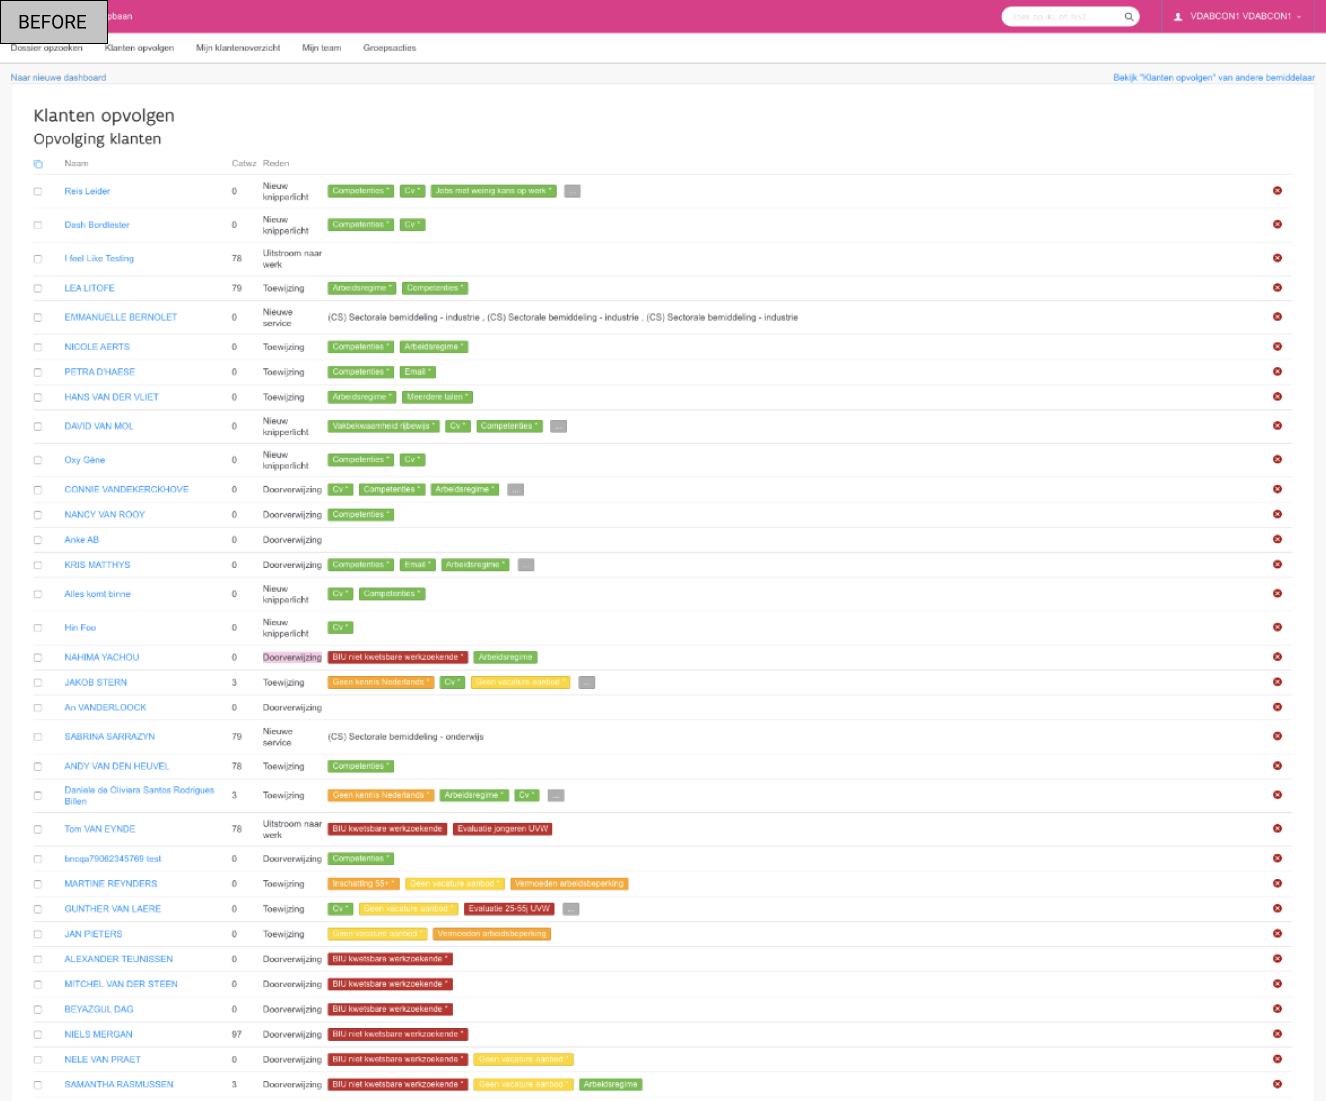 BEFORE
opbaan
Zoek op IKL of INSZ
VDABCON1 VDABCON1
Dossier opzoeken Klanten opvolgen Mijn klantenoverzicht Mijn team Groepsacties
Naar nieuwe dashboard Bekijk "Klanten opvolgen" van andere bemiddelaar
Klanten opvolgen
Opvolging klanten
Naam Catwz Reden
Reis Leider 0 Nieuw knipperlicht Competenties * Cv * Jobs met weinig kans op werk * ...
Dash Bordtester 0 Nieuw knipperlicht Competenties * Cv *
I feel Like Testing 78 Uitstroom naar werk
LEA LITOFE 79 Toewijzing Arbeidsregime * Competenties *
EMMANUELLE BERNOLET 0 Nieuwe service (CS) Sectorale bemiddeling - industrie , (CS) Sectorale bemiddeling - industrie , (CS) Sectorale bemiddeling - industrie
NICOLE AERTS 0 Toewijzing Competenties * Arbeidsregime *
PETRA D'HAESE 0 Toewijzing Competenties * Email *
HANS VAN DER VLIET 0 Toewijzing Arbeidsregime * Meerdere talen *
DAVID VAN MOL 0 Nieuw knipperlicht Vakbekwaamheid rijbewijs * Cv * Competenties * ...
Oxy Gène 0 Nieuw knipperlicht Competenties * Cv *
CONNIE VANDEKERCKHOVE 0 Doorverwijzing Cv * Competenties * Arbeidsregime * ...
NANCY VAN ROOY 0 Doorverwijzing Competenties *
Anke AB 0 Doorverwijzing
KRIS MATTHYS 0 Doorverwijzing Competenties * Email * Arbeidsregime * ...
Alles komt binne 0 Nieuw knipperlicht Cv * Competenties *
Hin Foo 0 Nieuw knipperlicht Cv *
NAHIMA YACHOU 0 Doorverwijzing BIU niet kwetsbare werkzoekende * Arbeidsregime
JAKOB STERN 3 Toewijzing Geen kennis Nederlands * Cv * Geen vacature aanbod * ...
An VANDERLOOCK 0 Doorverwijzing
SABRINA SARRAZYN 79 Nieuwe service (CS) Sectorale bemiddeling - onderwijs
ANDY VAN DEN HEUVEL 78 Toewijzing Competenties *
Daniele de Oliviera Santos Rodrigues Billen 3 Toewijzing Geen kennis Nederlands * Arbeidsregime * Cv * ...
Tom VAN EYNDE 78 Uitstroom naar werk BIU kwetsbare werkzoekende Evaluatie jongeren UVW
bncqa79062345769 test 0 Doorverwijzing Competenties *
MARTINE REYNDERS 0 Toewijzing Inschatting 55+ * Geen vacature aanbod * Vermoeden arbeidsbeperking
GUNTHER VAN LAERE 0 Toewijzing Cv * Geen vacature aanbod * Evaluatie 25-55j UVW ...
JAN PIETERS 0 Toewijzing Geen vacature aanbod * Vermoeden arbeidsbeperking
ALEXANDER TEUNISSEN 0 Doorverwijzing BIU kwetsbare werkzoekende *
MITCHEL VAN DER STEEN 0 Doorverwijzing BIU kwetsbare werkzoekende *
BEYAZGUL DAG 0 Doorverwijzing BIU kwetsbare werkzoekende *
NIELS MERGAN 97 Doorverwijzing BIU niet kwetsbare werkzoekende *
NELE VAN PRAET 0 Doorverwijzing BIU niet kwetsbare werkzoekende * Geen vacature aanbod *
SAMANTHA RASMUSSEN 3 Doorverwijzing BIU niet kwetsbare werkzoekende * Geen vacature aanbod * Arbeidsregime